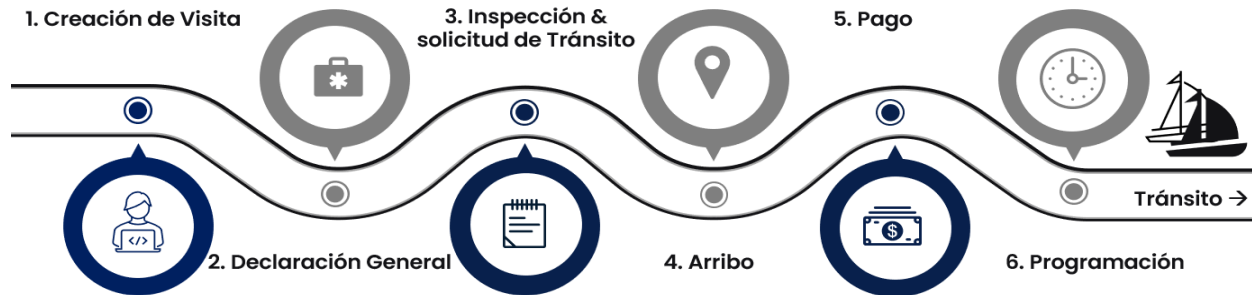 1. Creación de Visita
2. Declaración General
3. Inspección &
solicitud de Tránsito
4. Arribo
5. Pago
6. Programación
Tránsito →
</>
$